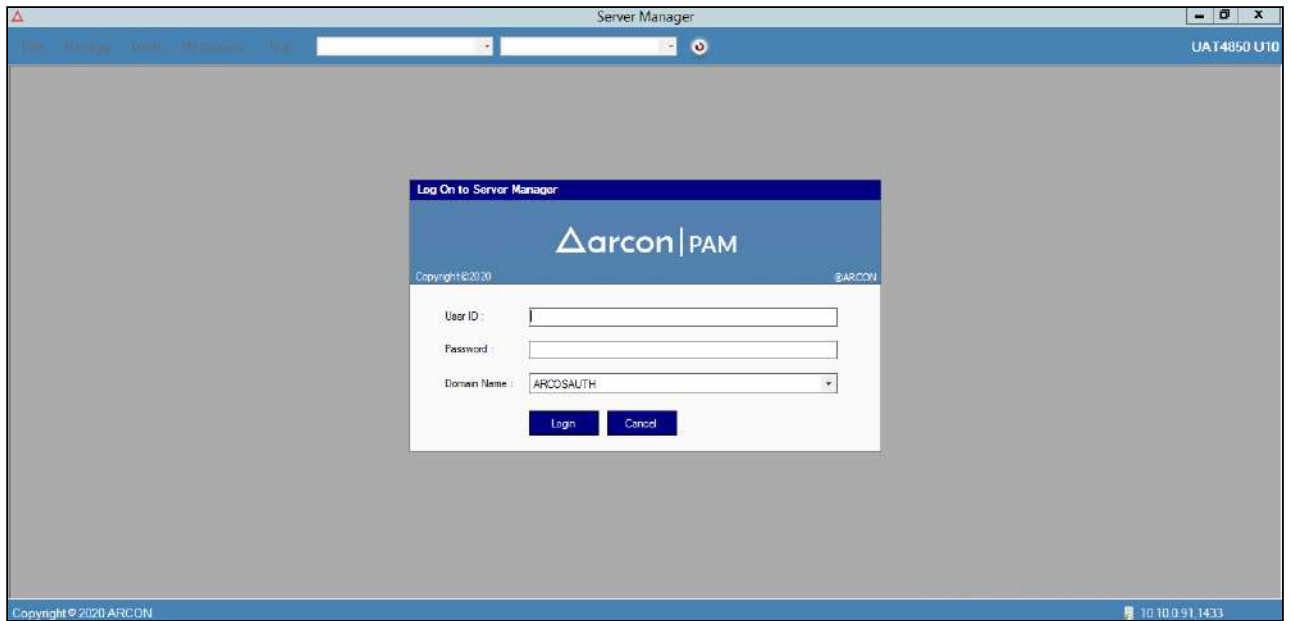 Server Manager
UAT4850 U10
Log On to Server Manager
arcon|PAM
Copyright©2020
@ARCON
User ID :
Password :
Domain Name :
ARCOSAUTH
Login
Cancel
Copyright © 2020 ARCON
10.10.0.91,1433